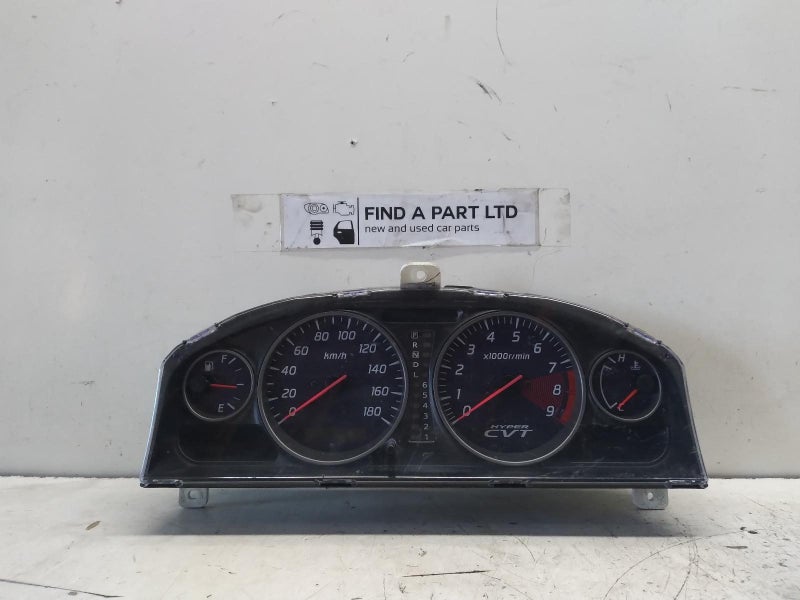 FIND A PART LTD
new and used car parts
F
E
0
20
40
60
80
100
120
140
160
180
km/h
P
R
N
D
L
6
5
4
3
2
1
0
1
2
3
4
5
6
7
8
9
x1000r/min
HYPER
CVT
H
C